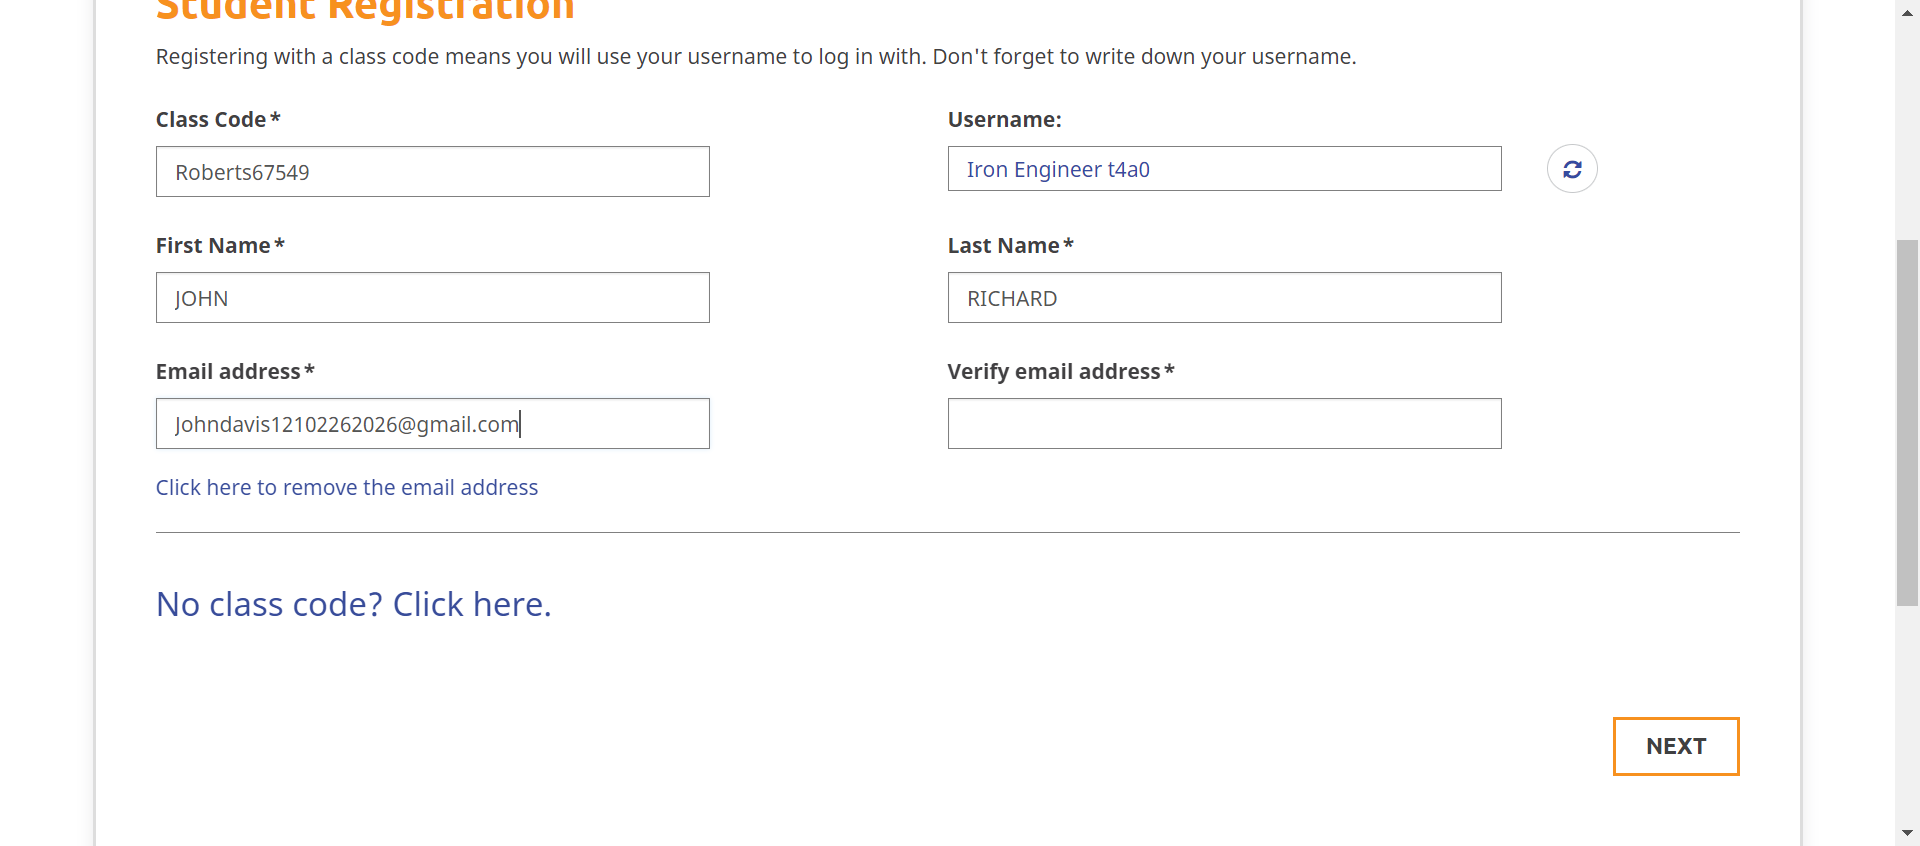 Student Registration
Registering with a class code means you will use your username to log in with. Don't forget to write down your username.
Class Code*
Username:
Roberts67549
Iron Engineer t4a0
First Name*
Last Name*
JOHN
RICHARD
Email address*
Verify email address*
Johndavis12102262026@gmail.com
Click here to remove the email address
No class code? Click here.
NEXT